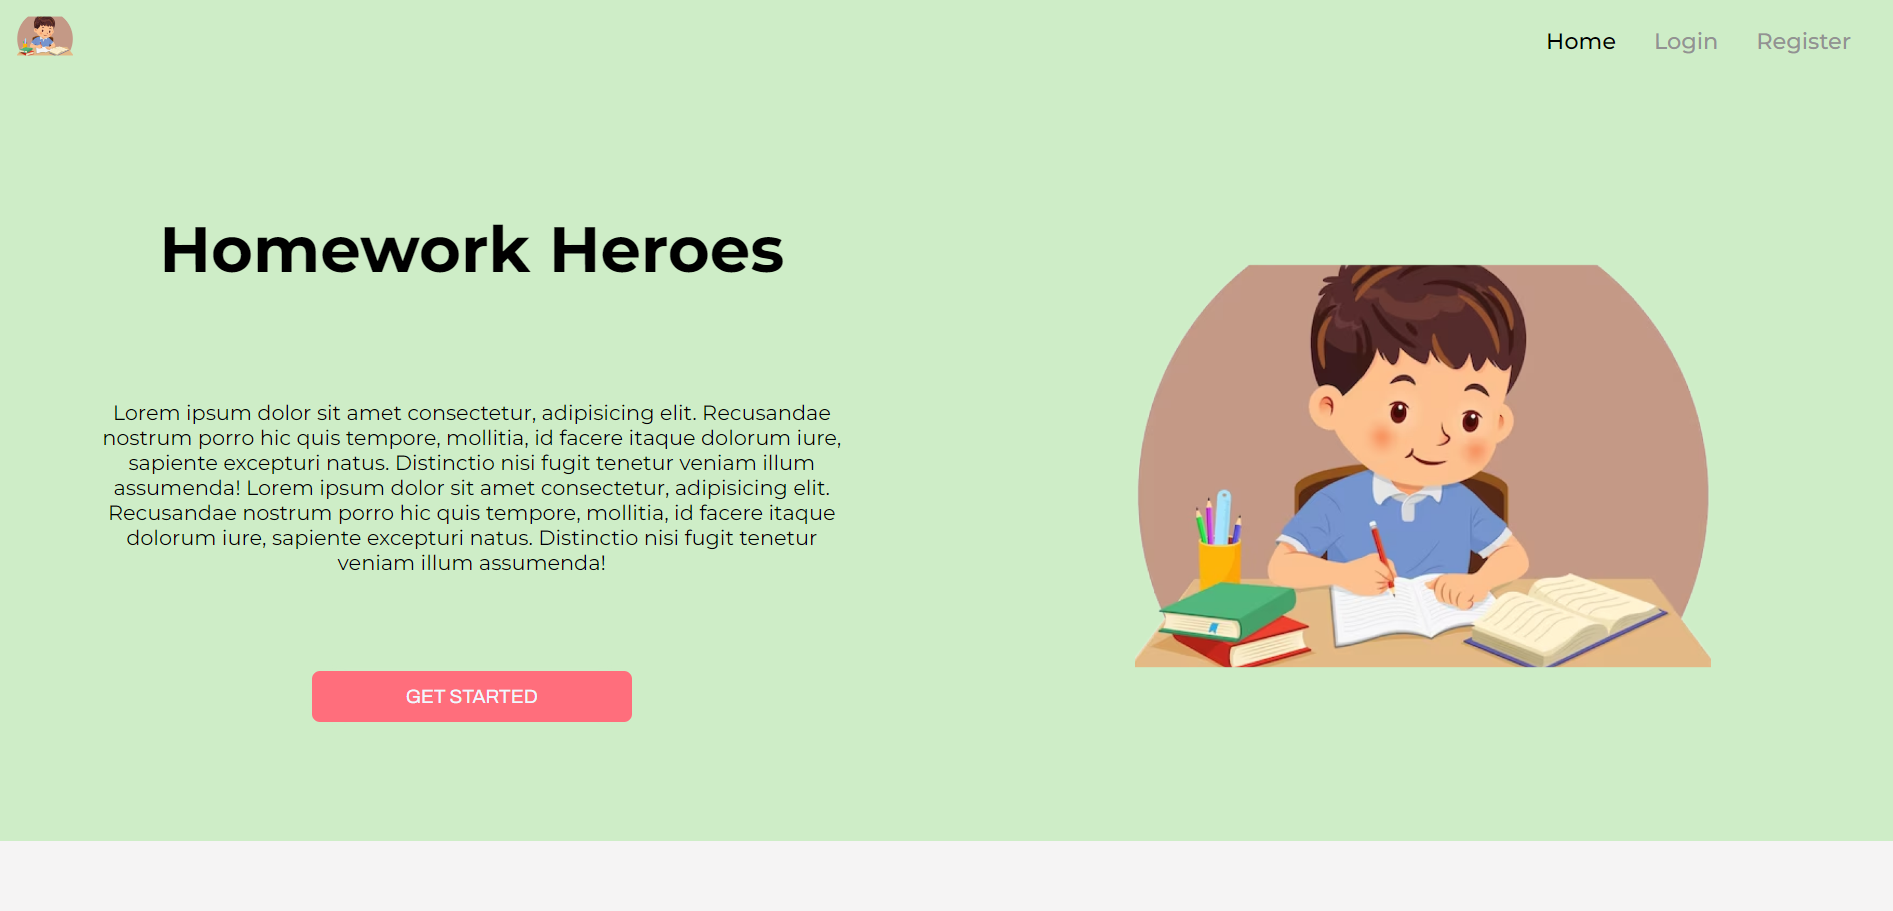 Home Login Register
Homework Heroes
Lorem ipsum dolor sit amet consectetur, adipisicing elit. Recusandae
nostrum porro hic quis tempore, mollitia, id facere itaque dolorum iure,
sapiente excepturi natus. Distinctio nisi fugit tenetur veniam illum
assumenda! Lorem ipsum dolor sit amet consectetur, adipisicing elit.
Recusandae nostrum porro hic quis tempore, mollitia, id facere itaque
dolorum iure, sapiente excepturi natus. Distinctio nisi fugit tenetur
veniam illum assumenda!
GET STARTED